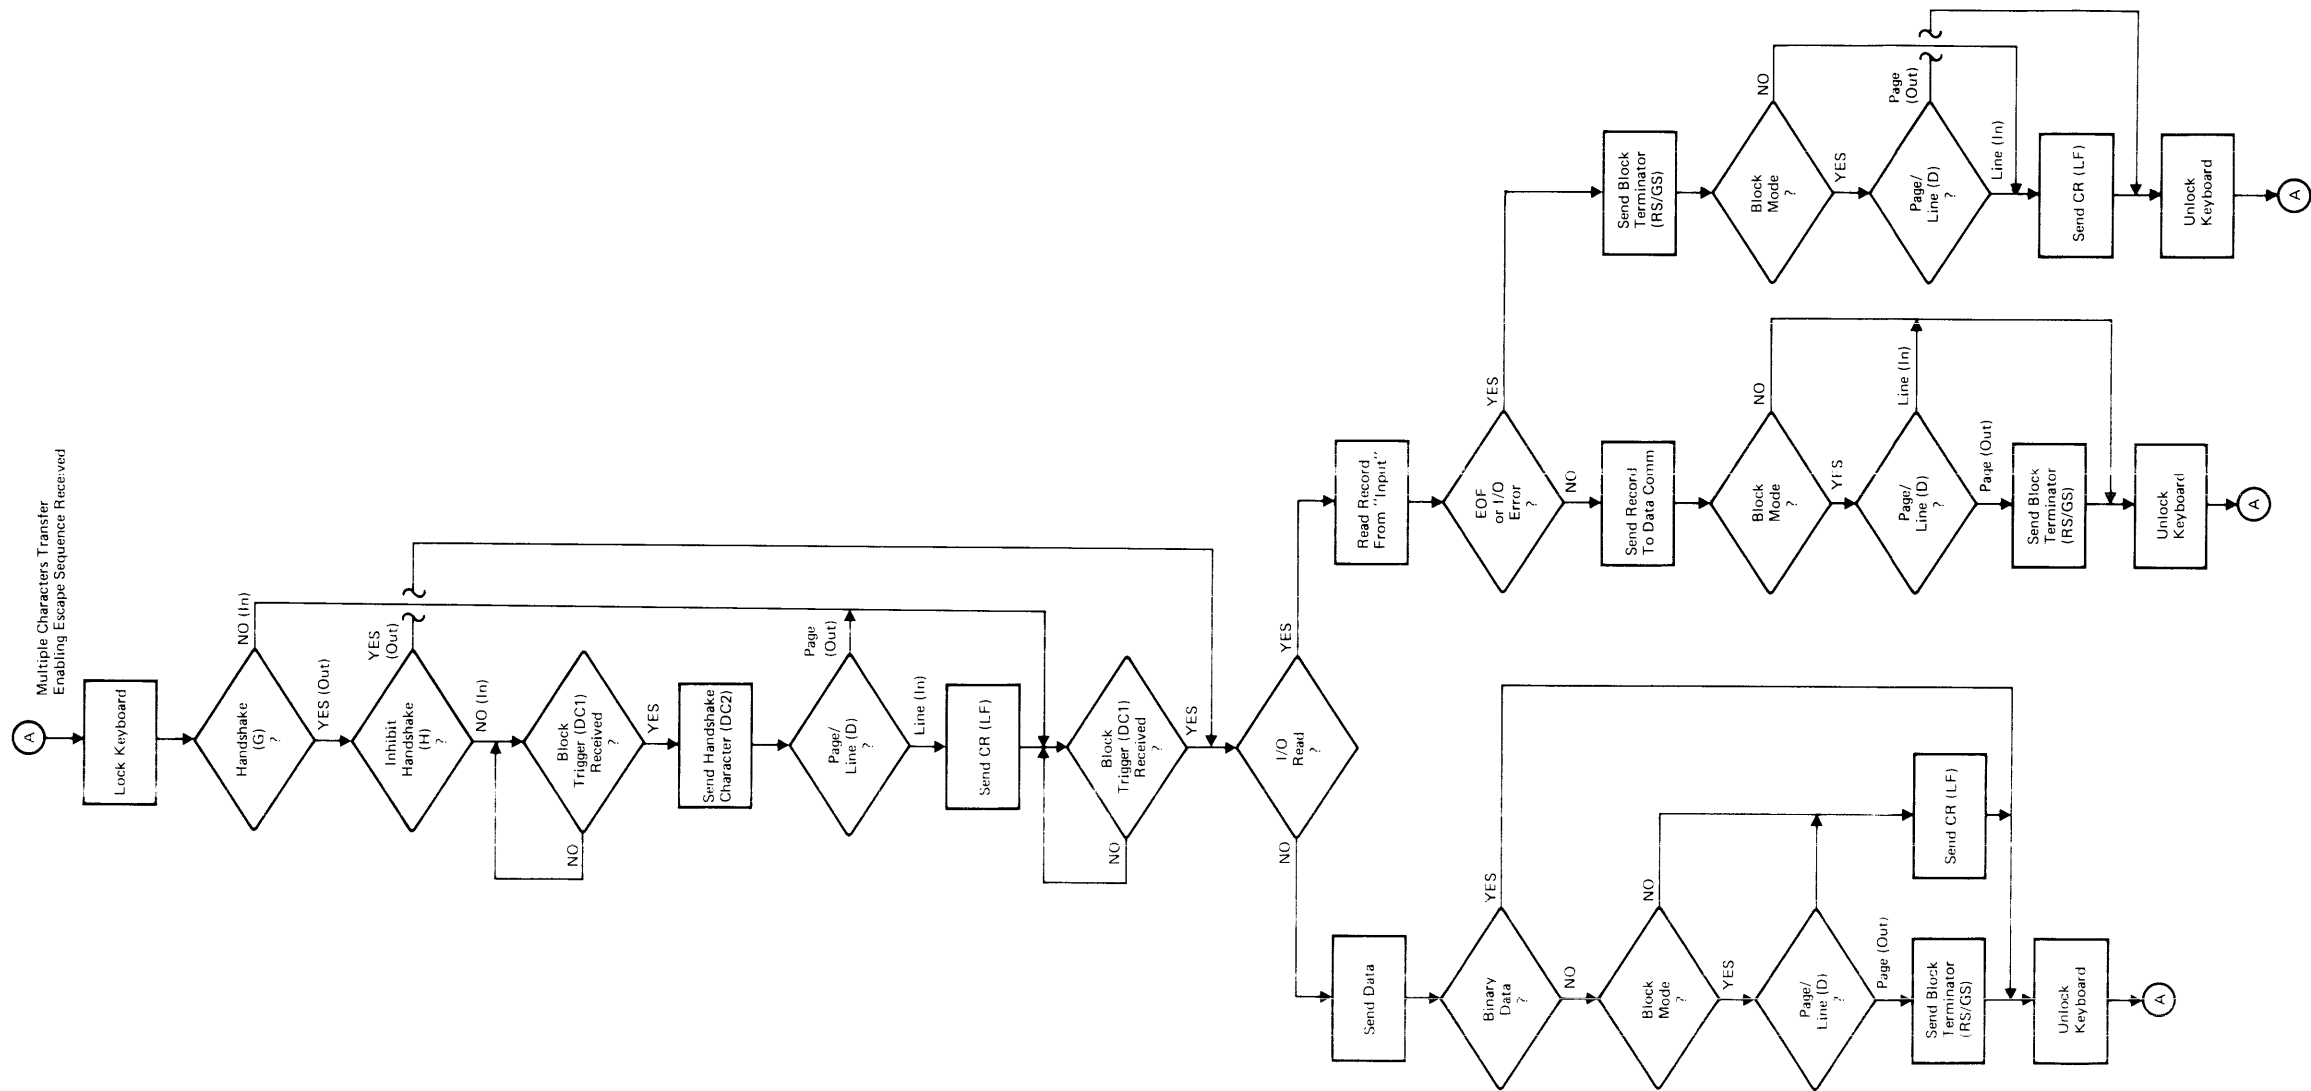 Multiple Characters Transfer
Enabling Escape Sequence Received
A
Lock Keyboard
Handshake
(G)
?
NO (In)
YES (Out)
Inhibit
Handshake
(H)
?
YES
(Out)
NO (In)
Block
Trigger (DC1)
Received
?
NO
YES
Send Handshake
Character (DC2)
Page/
Line (D)
?
Page
(Out)
Line (In)
Send CR (LF)
Block
Trigger (DC1)
Received
?
NO
YES
I/O
Read
?
NO
YES
Send Data
Binary
Data
?
YES
NO
Block
Mode
?
NO
YES
Page/
Line (D)
?
Page (Out)
Send Block
Terminator
(RS/GS)
Send CR (LF)
Unlock
Keyboard
A
Read Record
From "Input"
EOF
or I/O
Error
?
YES
NO
Send Record
To Data Comm
Block
Mode
?
NO
YES
Page/
Line (D)
?
Line (In)
Page (Out)
Send Block
Terminator
(RS/GS)
Unlock
Keyboard
A
Send Block
Terminator
(RS/GS)
Block
Mode
?
NO
YES
Page/
Line (D)
?
Page
(Out)
Line (In)
Send CR (LF)
Unlock
Keyboard
A